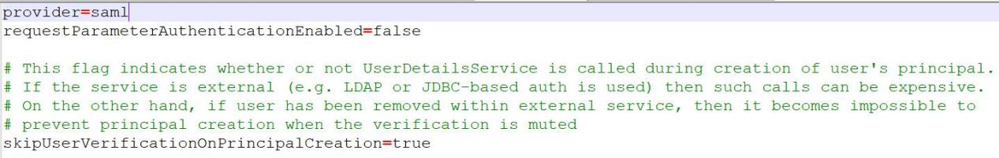 provider=saml
requestParameterAuthenticationEnabled=false
# This flag indicates whether or not UserDetailsService is called during creation of user's principal.
# If the service is external (e.g. LDAP or JDBC-based auth is used) then such calls can be expensive.
# On the other hand, if user has been removed within external service, then it becomes impossible to
# prevent principal creation when the verification is muted
skipUserVerificationOnPrincipalCreation=true